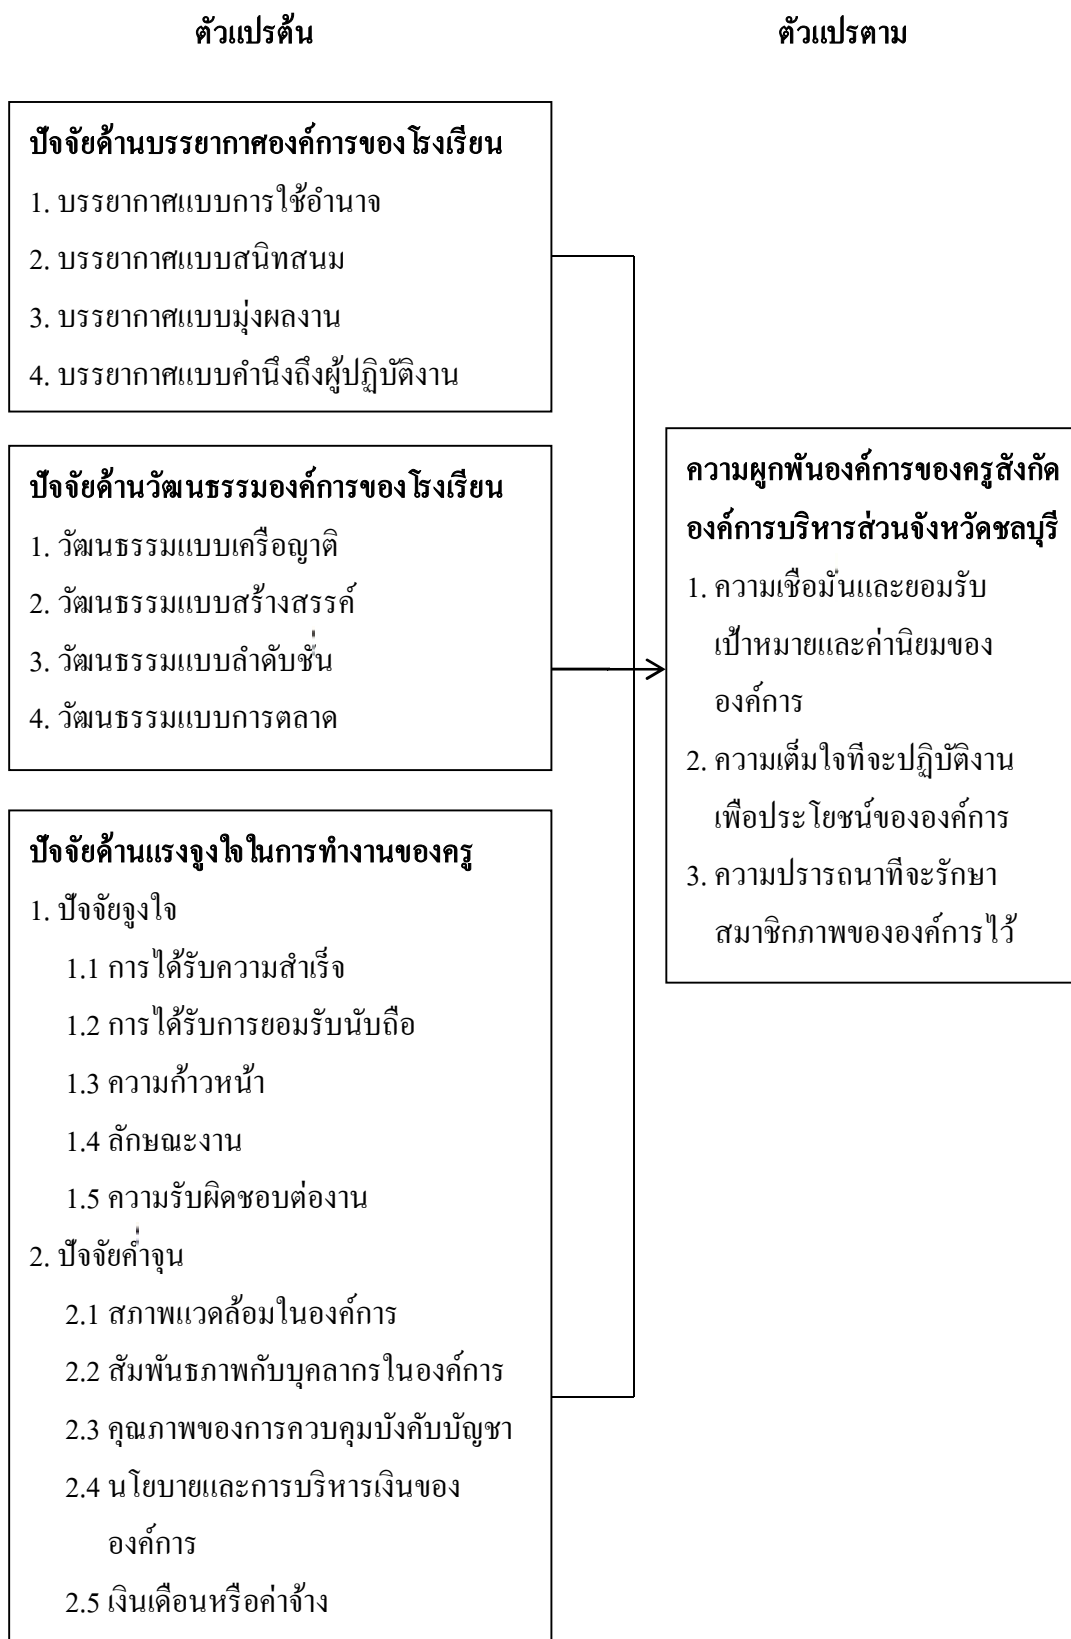 ตัวแปรต้น
ตัวแปรตาม
ปัจจัยด้านบรรยากาศองค์การของโรงเรียน
1. บรรยากาศแบบการใช้อำนาจ
2. บรรยากาศแบบสนิทสนม
3. บรรยากาศแบบมุ่งผลงาน
4. บรรยากาศแบบคำนึงถึงผู้ปฏิบัติงาน
ปัจจัยด้านวัฒนธรรมองค์การของโรงเรียน
1. วัฒนธรรมแบบเครือญาติ
2. วัฒนธรรมแบบสร้างสรรค์
3. วัฒนธรรมแบบลำดับชั้น
4. วัฒนธรรมแบบการตลาด
ปัจจัยด้านแรงจูงใจในการทำงานของครู
1. ปัจจัยจูงใจ
1.1 การได้รับความสำเร็จ
1.2 การได้รับการยอมรับนับถือ
1.3 ความก้าวหน้า
1.4 ลักษณะงาน
1.5 ความรับผิดชอบต่องาน
2. ปัจจัยค้ำจุน
2.1 สภาพแวดล้อมในองค์การ
2.2 สัมพันธภาพกับบุคลากรในองค์การ
2.3 คุณภาพของการควบคุมบังคับบัญชา
2.4 นโยบายและการบริหารเงินของ
องค์การ
2.5 เงินเดือนหรือค่าจ้าง
ความผูกพันองค์การของครูสังกัด
องค์การบริหารส่วนจังหวัดชลบุรี
1. ความเชื่อมั่นและยอมรับ
เป้าหมายและค่านิยมของ
องค์การ
2. ความเต็มใจที่จะปฏิบัติงาน
เพื่อประโยชน์ขององค์การ
3. ความปรารถนาที่จะรักษา
สมาชิกภาพขององค์การไว้